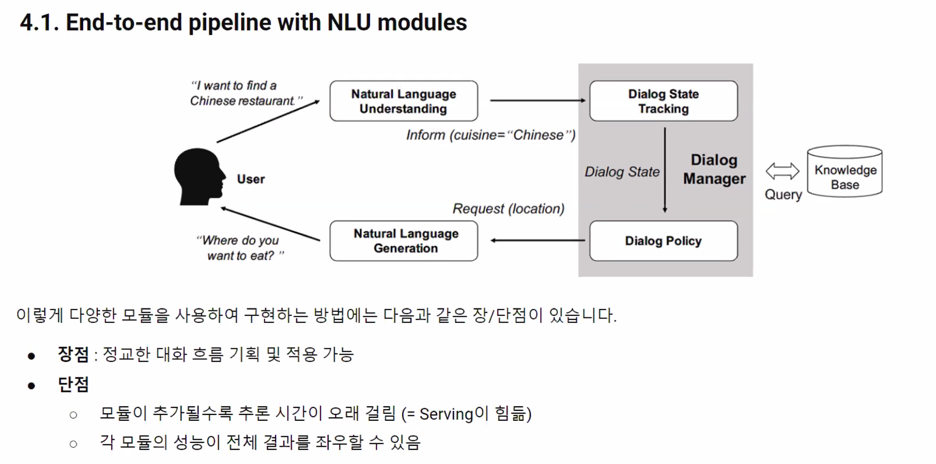 4.1. End-to-end pipeline with NLU modules
“I want to find a
Chinese restaurant.”
Natural Language
Understanding
Inform (cuisine=“Chinese”)
Dialog State
Tracking
Dialog State
Dialog
Manager
Query
Knowledge
Base
User
Request (location)
“Where do you
want to eat? ”
Natural Language
Generation
Dialog Policy
이렇게 다양한 모듈을 사용하여 구현하는 방법에는 다음과 같은 장/단점이 있습니다.
● 장점 : 정교한 대화 흐름 기획 및 적용 가능
● 단점
○ 모듈이 추가될수록 추론 시간이 오래 걸림 (= Serving이 힘듦)
○ 각 모듈의 성능이 전체 결과를 좌우할 수 있음